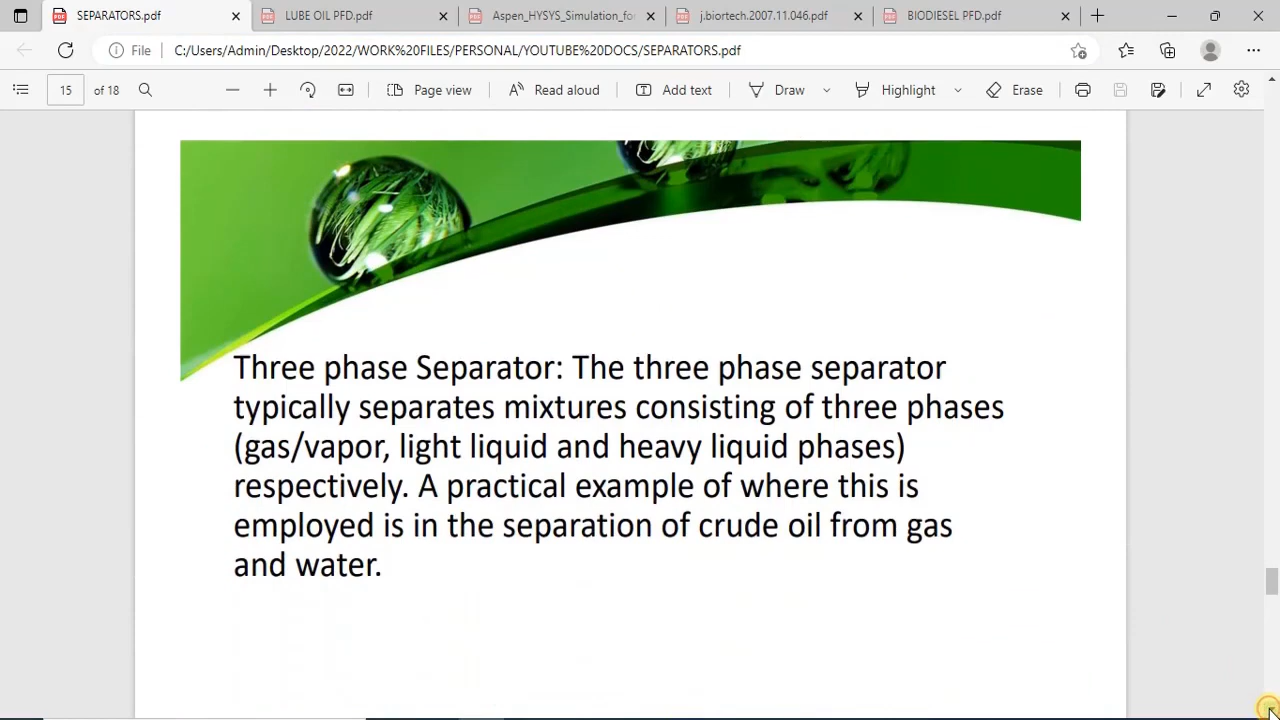 SEPARATORS.pdf
LUBE OIL PFD.pdf
Aspen_HYSYS_Simulation_fo
j.biortech.2007.11.046.pdf
BIODIESEL PFD.pdf
File
C:/Users/Admin/Desktop/2022/WORK%20FILES/PERSONAL/YOUTUBE%20DOCS/SEPARATORS.pdf
15 of 18
Page view
Read aloud
Add text
Draw
Highlight
Erase
Three phase Separator: The three phase separator
typically separates mixtures consisting of three phases
(gas/vapor, light liquid and heavy liquid phases)
respectively. A practical example of where this is
employed is in the separation of crude oil from gas
and water.